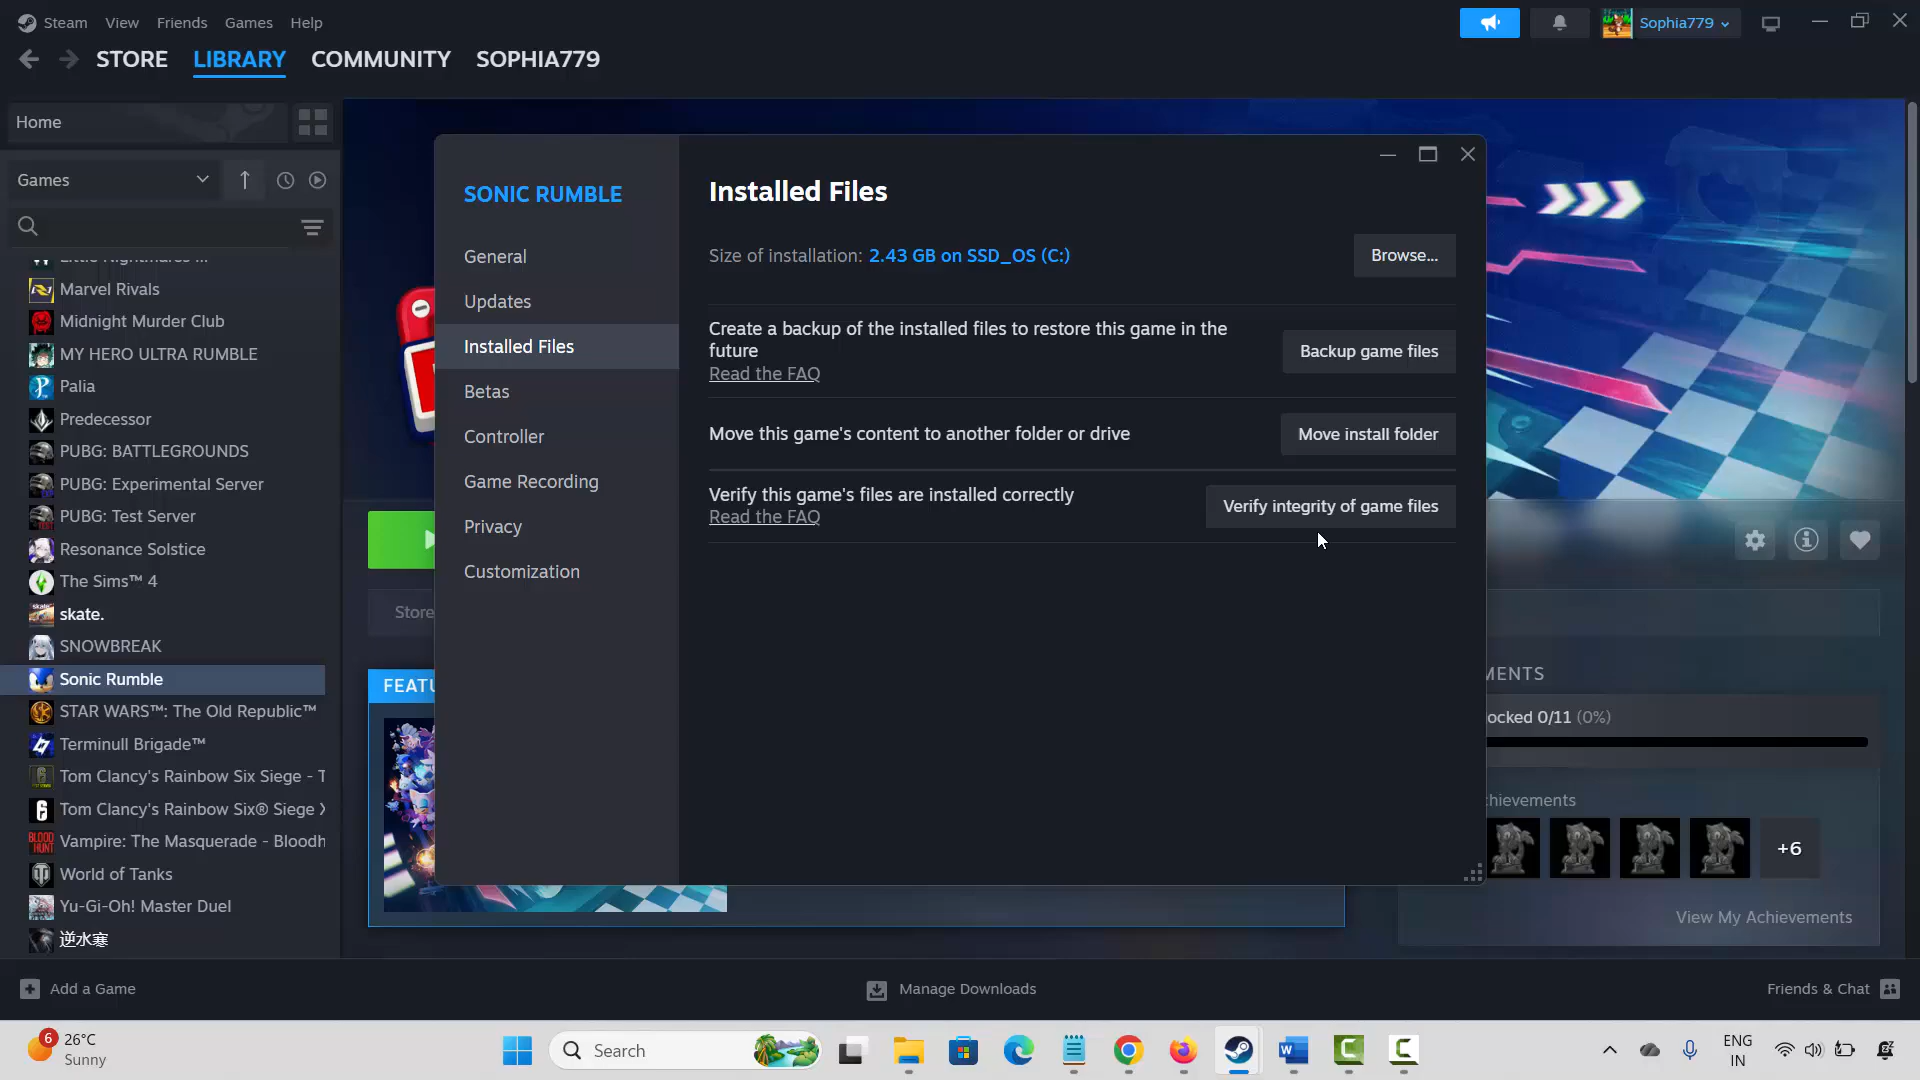 Steam View Friends Games Help
Sophia779
STORE LIBRARY COMMUNITY SOPHIA779
Home
Games
Marvel Rivals
Midnight Murder Club
MY HERO ULTRA RUMBLE
Palia
Predecessor
PUBG: BATTLEGROUNDS
PUBG: Experimental Server
PUBG: Test Server
Resonance Solstice
The Sims™ 4
skate.
SNOWBREAK
Sonic Rumble
STAR WARS™: The Old Republic™
Terminull Brigade™
Tom Clancy's Rainbow Six Siege - T
Tom Clancy's Rainbow Six® Siege X
Vampire: The Masquerade - Bloodh
World of Tanks
Yu-Gi-Oh! Master Duel
逆水寒
SONIC RUMBLE
General
Updates
Installed Files
Betas
Controller
Game Recording
Privacy
Customization
Installed Files
Size of installation: 2.43 GB on SSD_OS (C:)
Browse...
Create a backup of the installed files to restore this game in the
future
Read the FAQ
Backup game files
Move this game's content to another folder or drive
Move install folder
Verify this game's files are installed correctly
Read the FAQ
Verify integrity of game files
Store
FEATU
MENTS
ocked 0/11 (0%)
chievements
+6
View My Achievements
Add a Game
Manage Downloads
Friends & Chat
6
26°C
Sunny
Search
ENG
IN